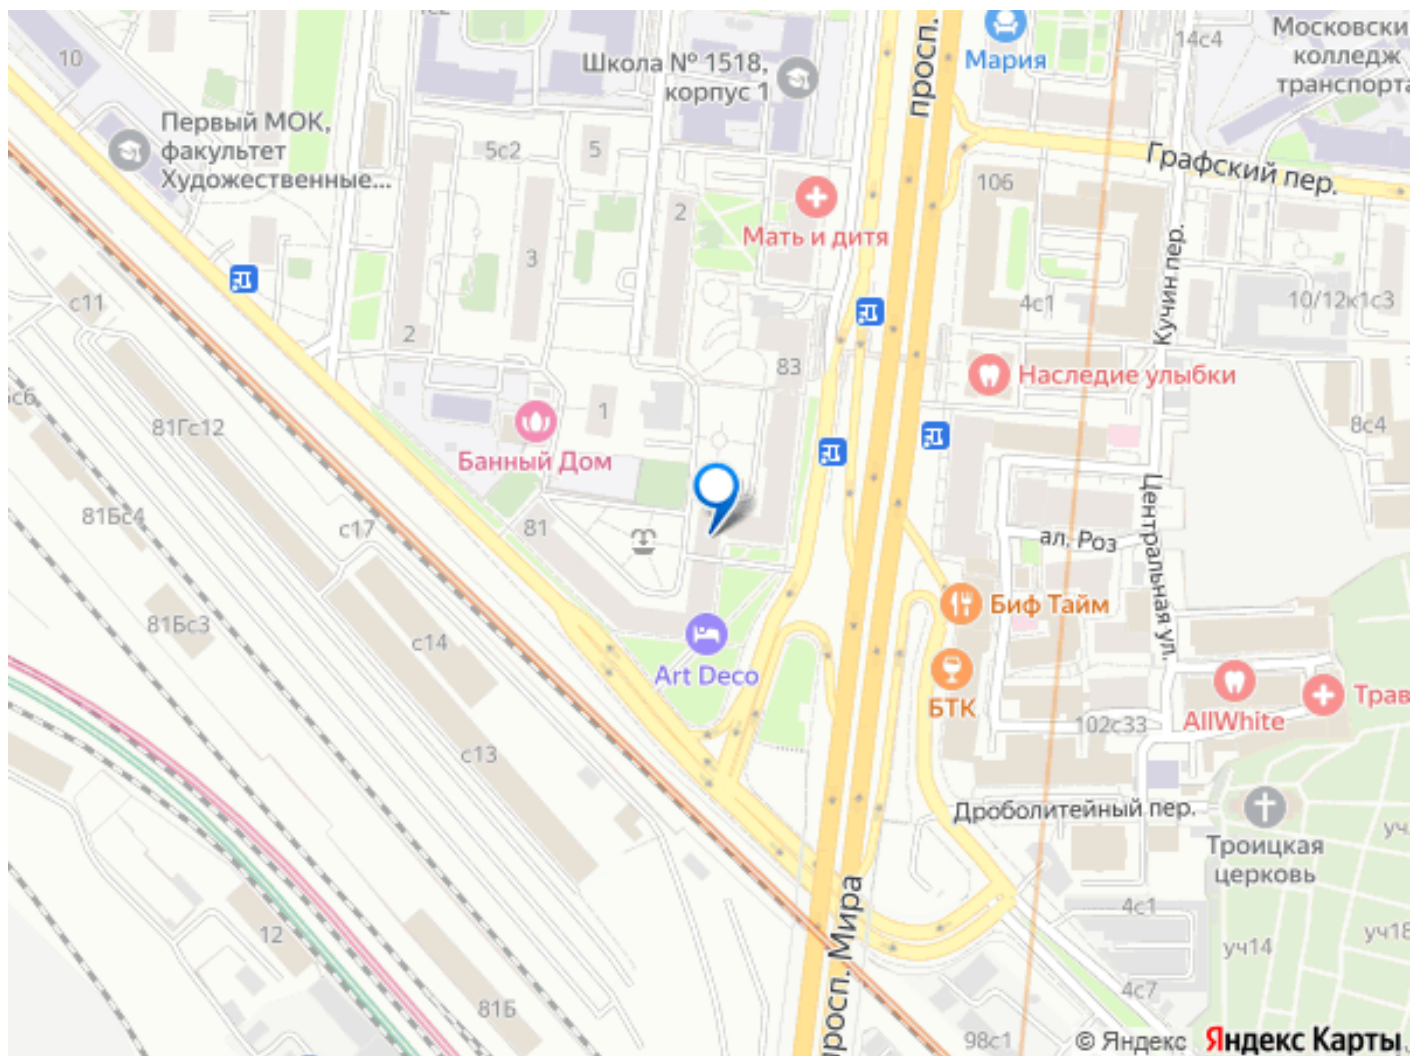 10
Школа № 1518,
корпус 1
просп.
Мария
14с4
Московски
колледж
транспорта
Первый МОК,
факультет
Художественные...
5с2
5
Графский пер.
106
2
Мать и дитя
3
Кучин пер.
с11
4с1
10/12к1с3
2
83
Наследие улыбки
81Гс12
1
8с4
Банный Дом
81Бс4
с17
81
ал. Роз
Центральная ул.
81Бс3
с14
Биф Тайм
Art Deco
БТК
102с33
AllWhite
Трав
с13
Дроболитейный пер.
Троицкая
церковь
уч
12
просп. Мира
4с1
уч14
уч18
81Б
4с7
98с1
© Яндекс Яндекс Карты